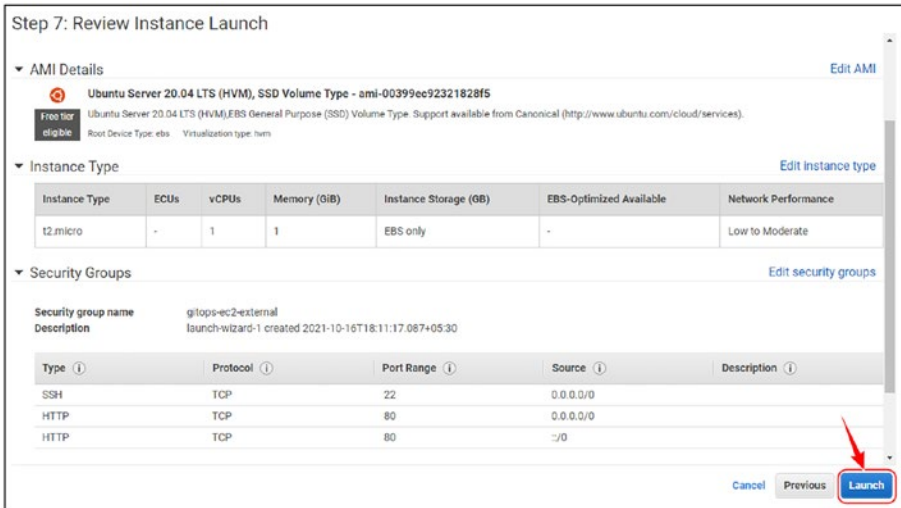 Step 7: Review Instance Launch
AMI Details Edit AMI
Ubuntu Server 20.04 LTS (HVM), SSD Volume Type - ami-00399ec92321828f5
Free tier eligible
Ubuntu Server 20.04 LTS (HVM),EBS General Purpose (SSD) Volume Type. Support available from Canonical (http://www.ubuntu.com/cloud/services).
Root Device Type: ebs Virtualization type: hvm
Instance Type Edit instance type
Instance Type ECUs vCPUs Memory (GiB) Instance Storage (GB) EBS-Optimized Available Network Performance
t2.micro - 1 1 EBS only - Low to Moderate
Security Groups Edit security groups
Security group name gitops-ec2-external
Description launch-wizard-1 created 2021-10-16T18:11:17.087+05:30
Type Protocol Port Range Source Description
SSH TCP 22 0.0.0.0/0
HTTP TCP 80 0.0.0.0/0
HTTP TCP 80 ::/0
Cancel Previous Launch